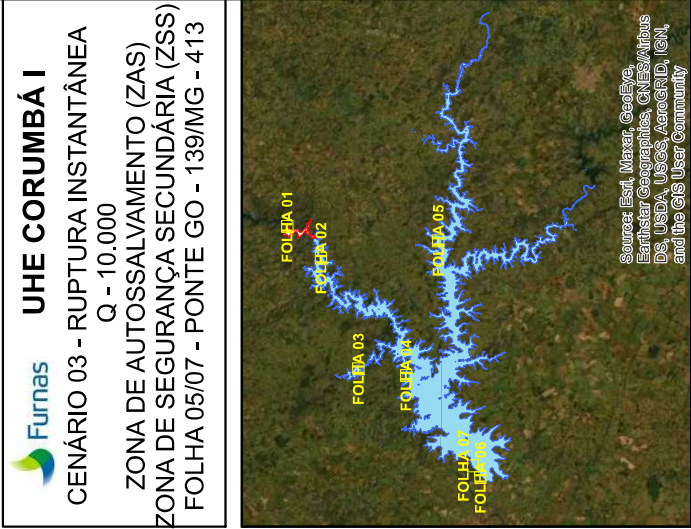 Furnas
UHE CORUMBÁ I
CENÁRIO 03 - RUPTURA INSTANTÂNEA
Q - 10.000
ZONA DE AUTOSSALVAMENTO (ZAS)
ZONA DE SEGURANÇA SECUNDÁRIA (ZSS)
FOLHA 05/07 - PONTE GO - 139/MG - 413
FOLHA 01
FOLHA 02
FOLHA 03
FOLHA 04
FOLHA 05
FOLHA 07
FOLHA 06
Source: Esri, Maxar, GeoEye,
Earthstar Geographics, CNES/Airbus
DS, USDA, USGS, AeroGRID, IGN,
and the GIS User Community